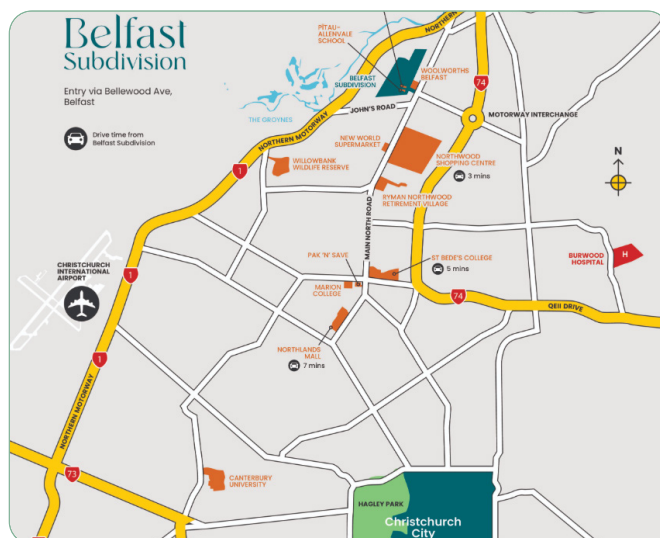 Belfast
Subdivision
Entry via Bellewood Ave,
Belfast
Drive time from
Belfast Subdivision
PĪTAU-
ALLENVALE
SCHOOL
NORTHERN
BELFAST
SUBDIVISION
WOOLWORTHS
BELFAST
74
THE GROYNES
JOHN'S ROAD
MOTORWAY INTERCHANGE
NORTHERN MOTORWAY
NEW WORLD
SUPERMARKET
1
WILLOWBANK
WILDLIFE RESERVE
NORTHWOOD
SHOPPING CENTRE
3 mins
N
RYMAN NORTHWOOD
RETIREMENT VILLAGE
MAIN NORTH ROAD
CHRISTCHURCH
INTERNATIONAL
AIRPORT
1
PAK 'N' SAVE
ST BEDE'S COLLEGE
5 mins
H
BURWOOD
HOSPITAL
MARION
COLLEGE
74
QEII DRIVE
NORTHLANDS
MALL
7 mins
1
NORTHERN MOTORWAY
73
CANTERBURY
UNIVERSITY
HAGLEY PARK
Christchurch
City